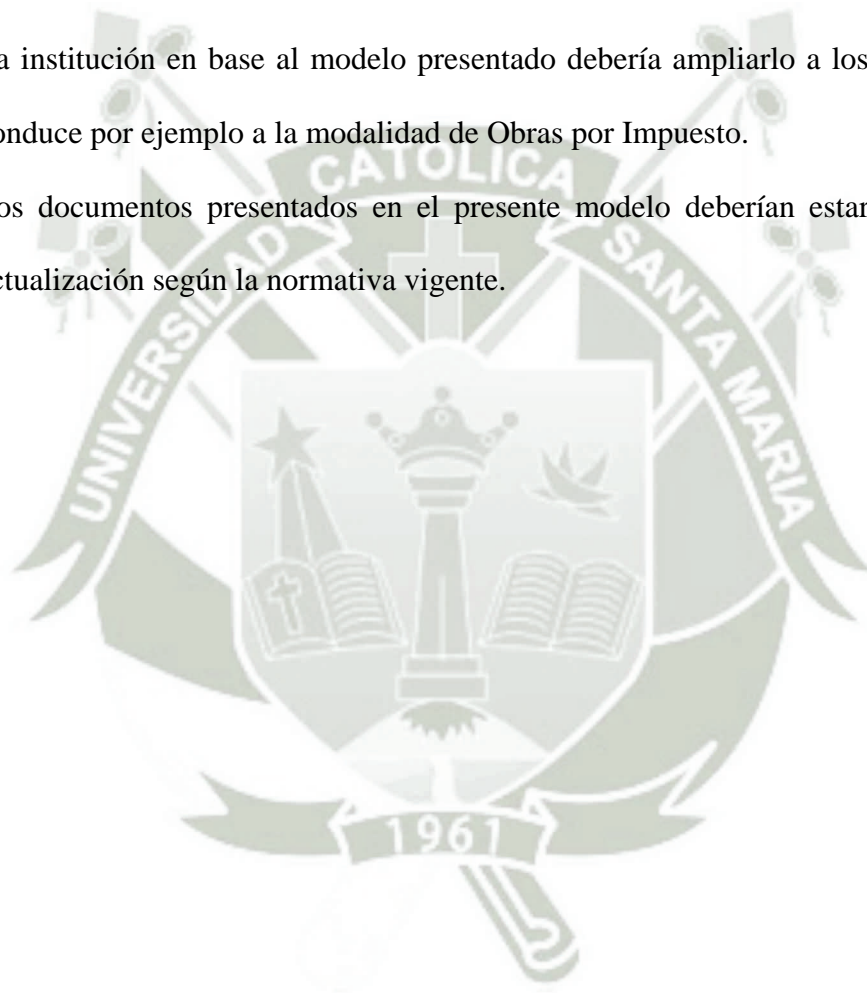 a institución en base al modelo presentado debería ampliarlo a los
onduce por ejemplo a la modalidad de Obras por Impuesto.
os documentos presentados en el presente modelo deberían estar
ctualización según la normativa vigente.
UNIVERSIDAD CATOLICA SANTA MARIA
1961